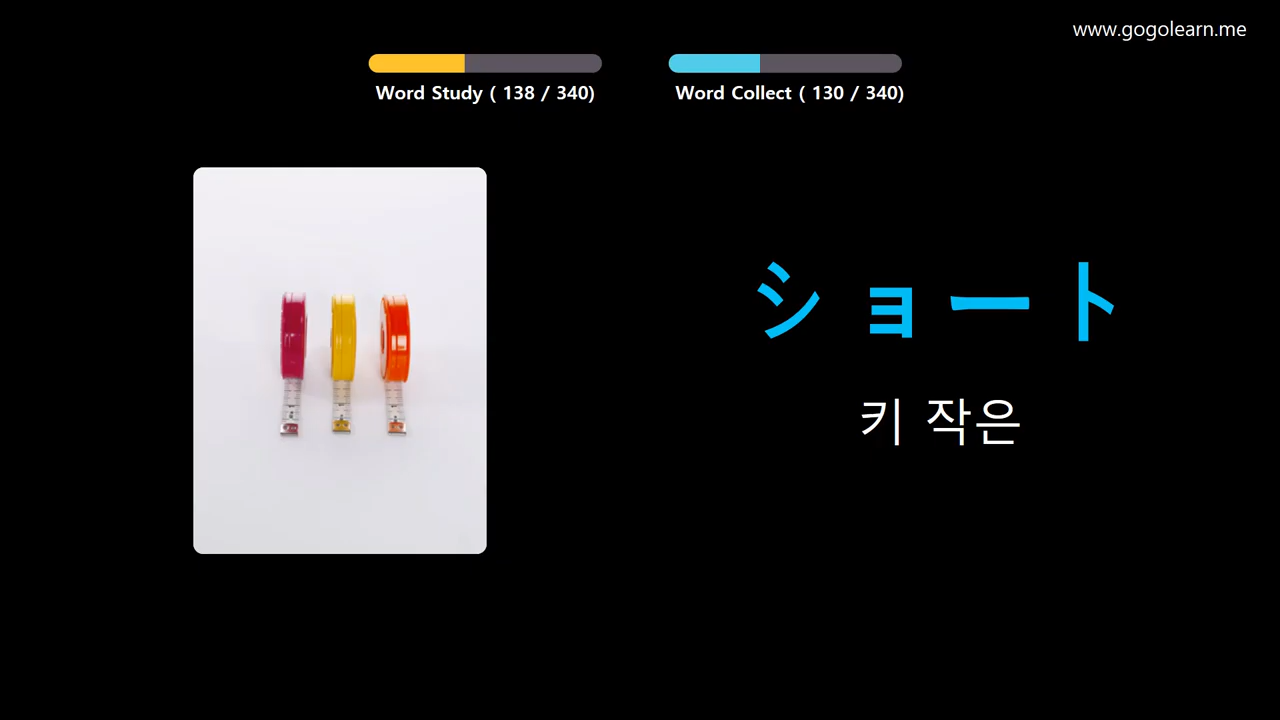 www.gogolearn.me
Word Study ( 138 / 340)
Word Collect ( 130 / 340)
ショート
키 작은